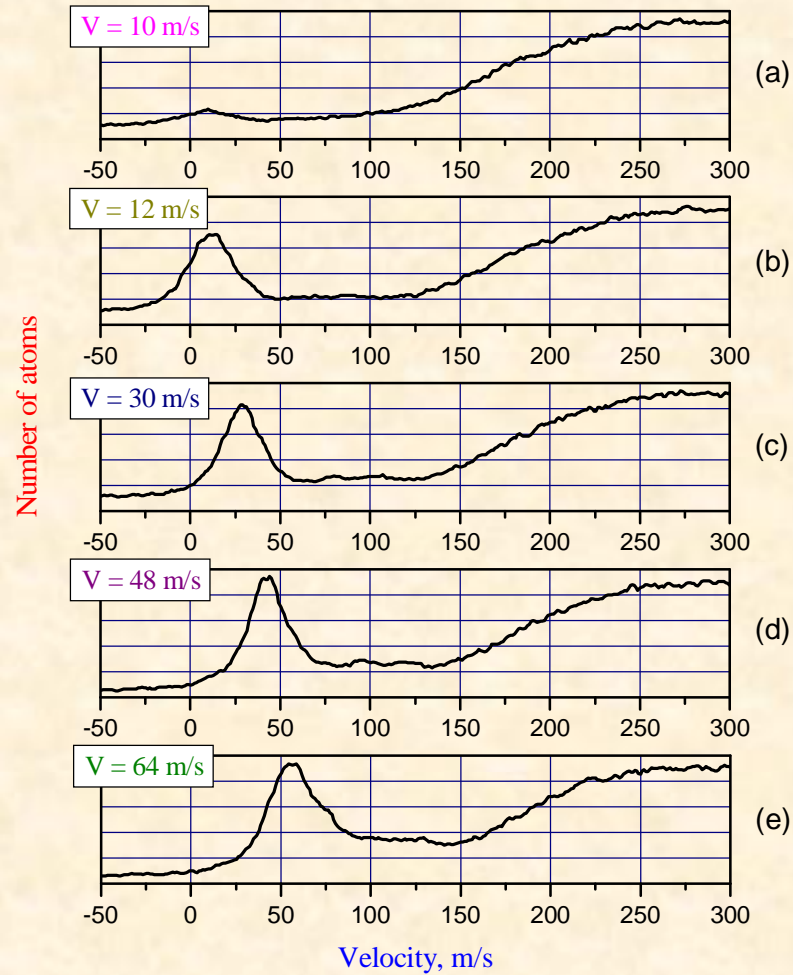 V = 10 m/s
(a)
-50 0 50 100 150 200 250 300
V = 12 m/s
(b)
-50 0 50 100 150 200 250 300
Number of atoms
V = 30 m/s
(c)
-50 0 50 100 150 200 250 300
V = 48 m/s
(d)
-50 0 50 100 150 200 250 300
V = 64 m/s
(e)
-50 0 50 100 150 200 250 300
Velocity, m/s